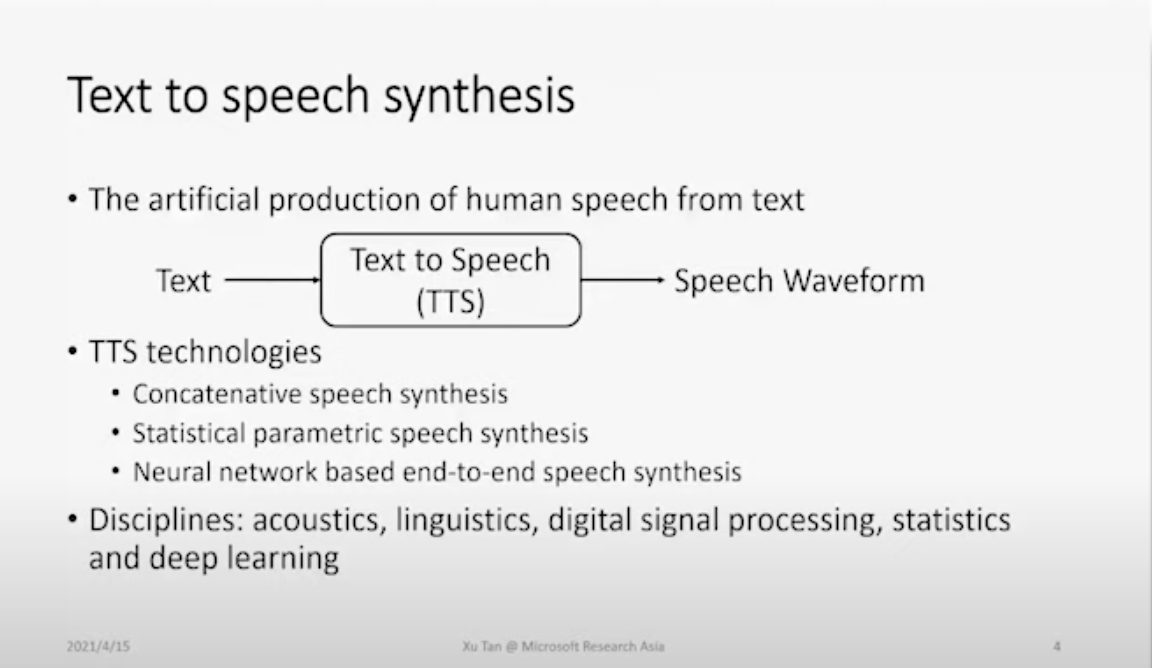 Text to speech synthesis
• The artificial production of human speech from text
Text
Text to Speech
(TTS)
Speech Waveform
• TTS technologies
• Concatenative speech synthesis
• Statistical parametric speech synthesis
• Neural network based end-to-end speech synthesis
• Disciplines: acoustics, linguistics, digital signal processing, statistics
and deep learning
2021/4/15
Xu Tan @ Microsoft Research Asia
4